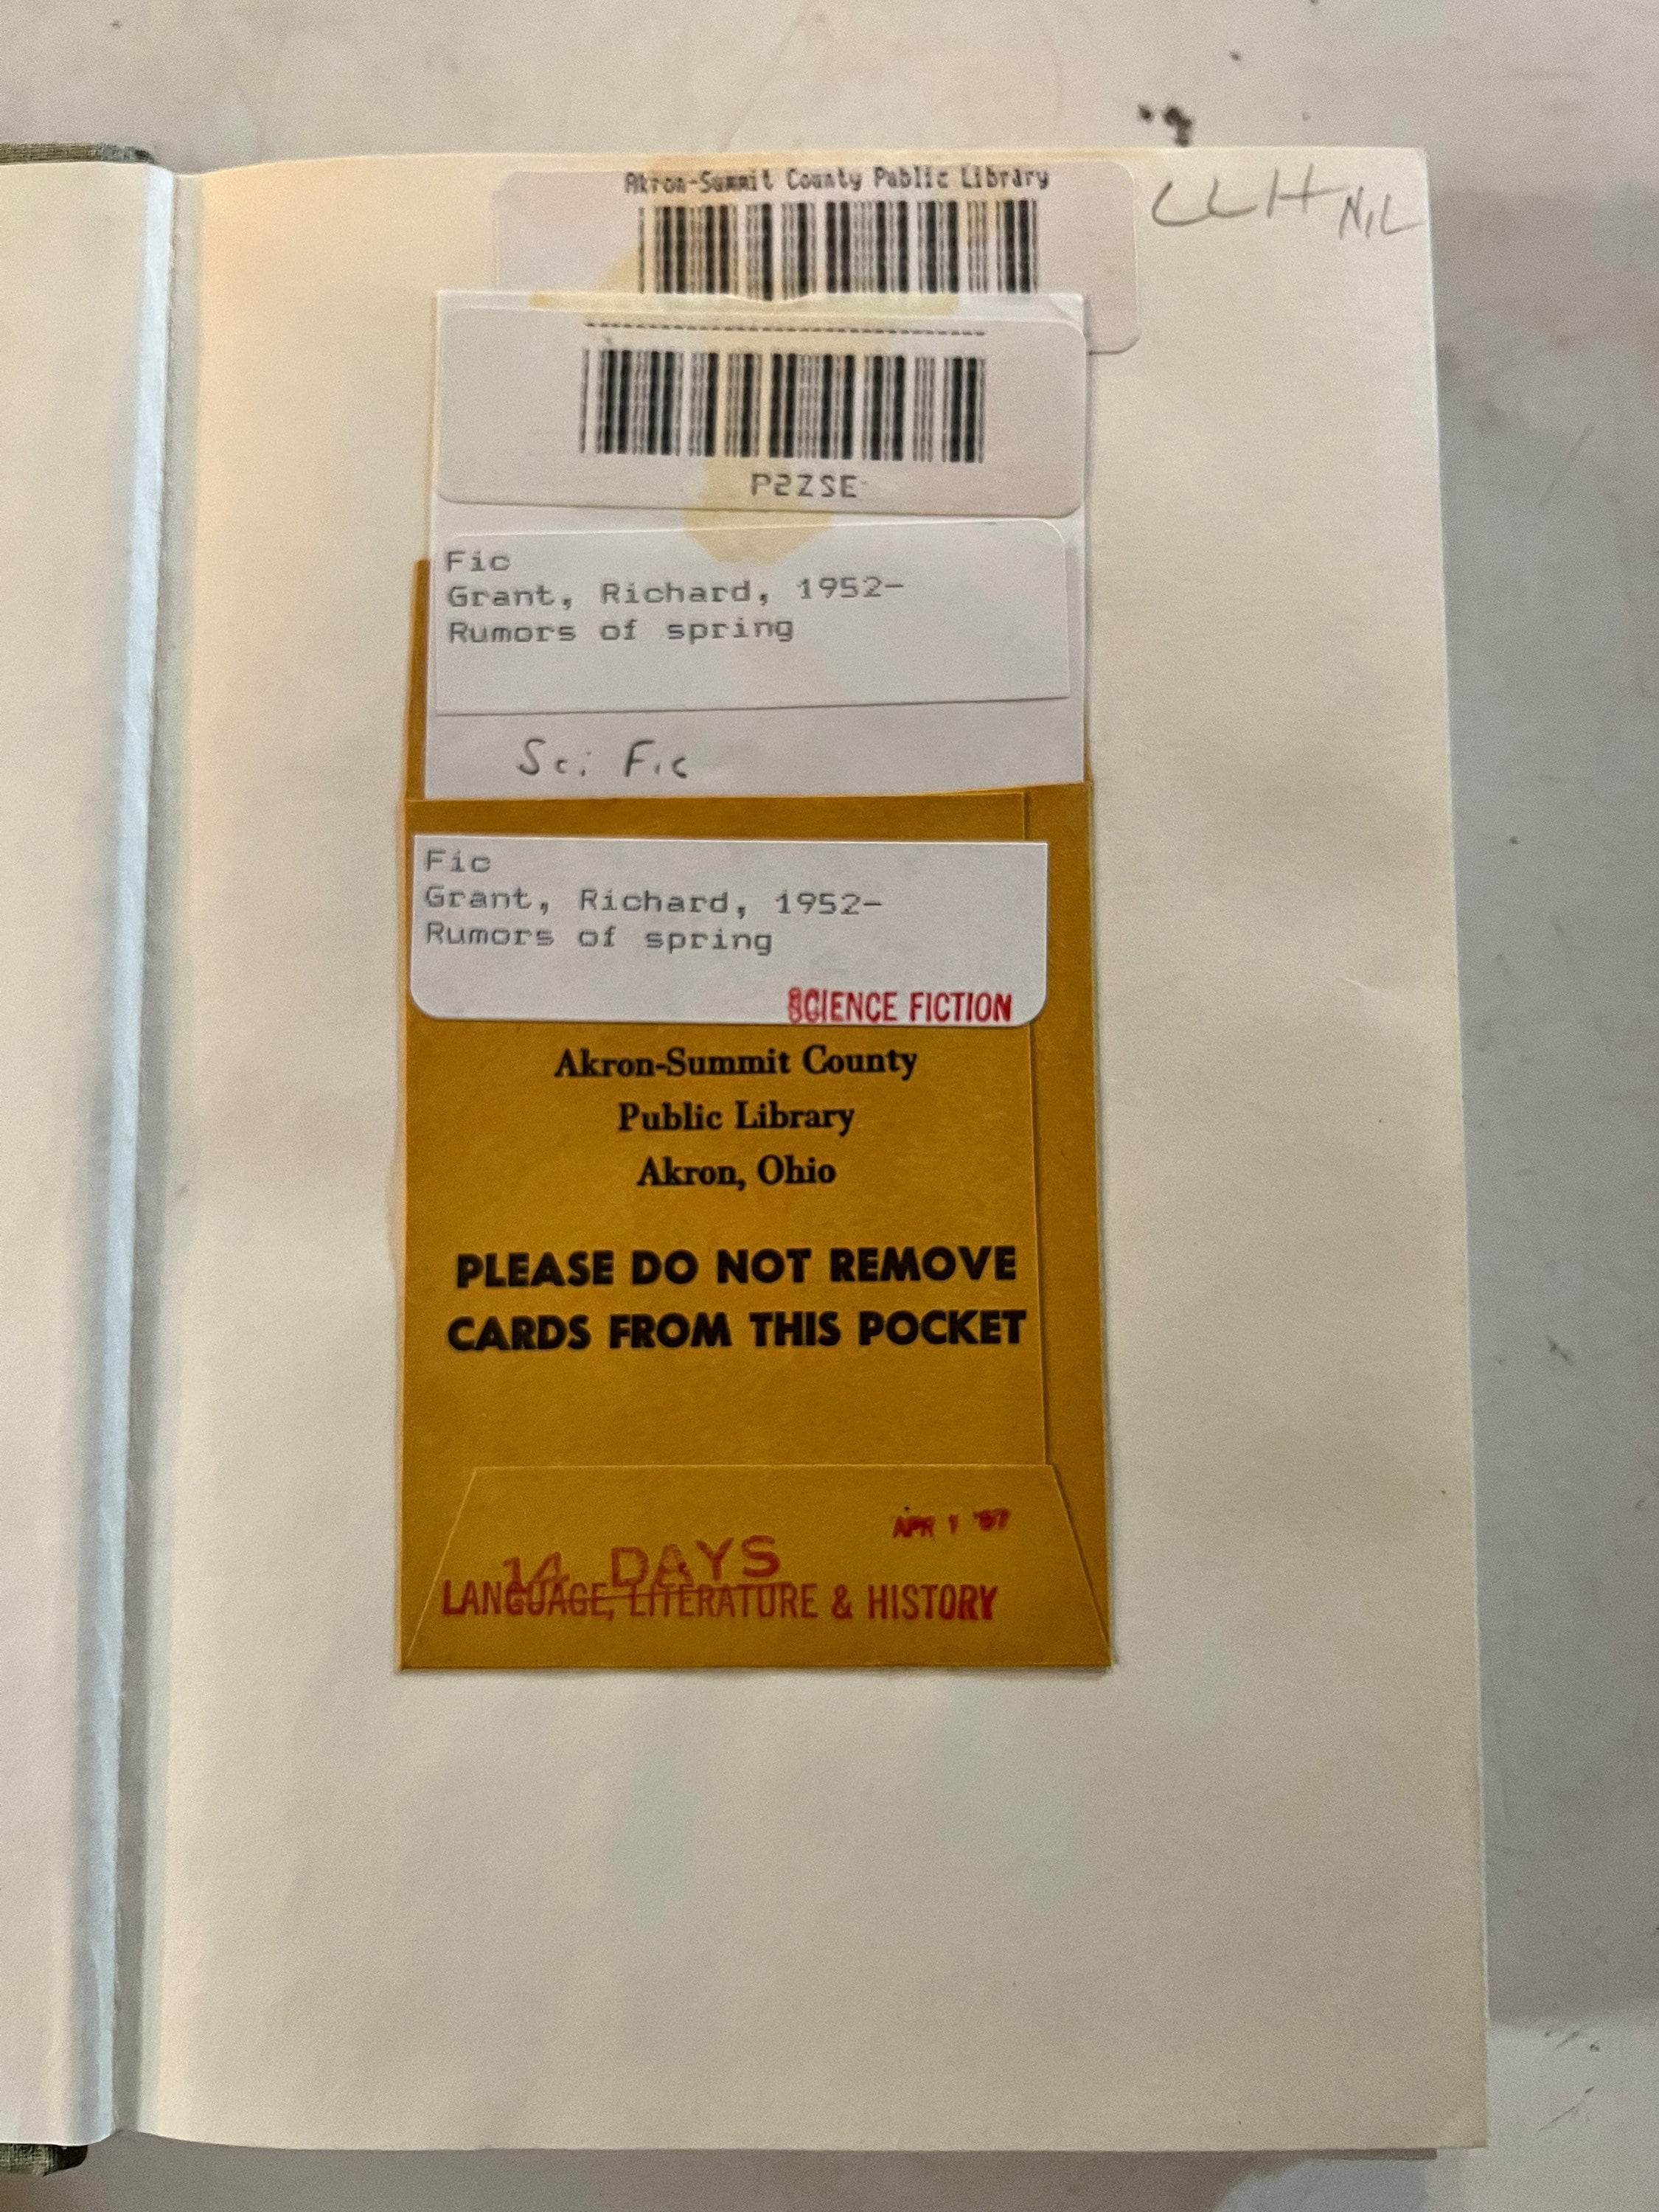 Akron-Summit County Public Library
LLH NIL
P2ZSE
Fic
Grant, Richard, 1952-
Rumors of spring
Sci Fic
Fic
Grant, Richard, 1952-
Rumors of spring
SCIENCE FICTION
Akron-Summit County
Public Library
Akron, Ohio
PLEASE DO NOT REMOVE
CARDS FROM THIS POCKET
APR 1 '87
14 DAYS
LANGUAGE, LITERATURE & HISTORY